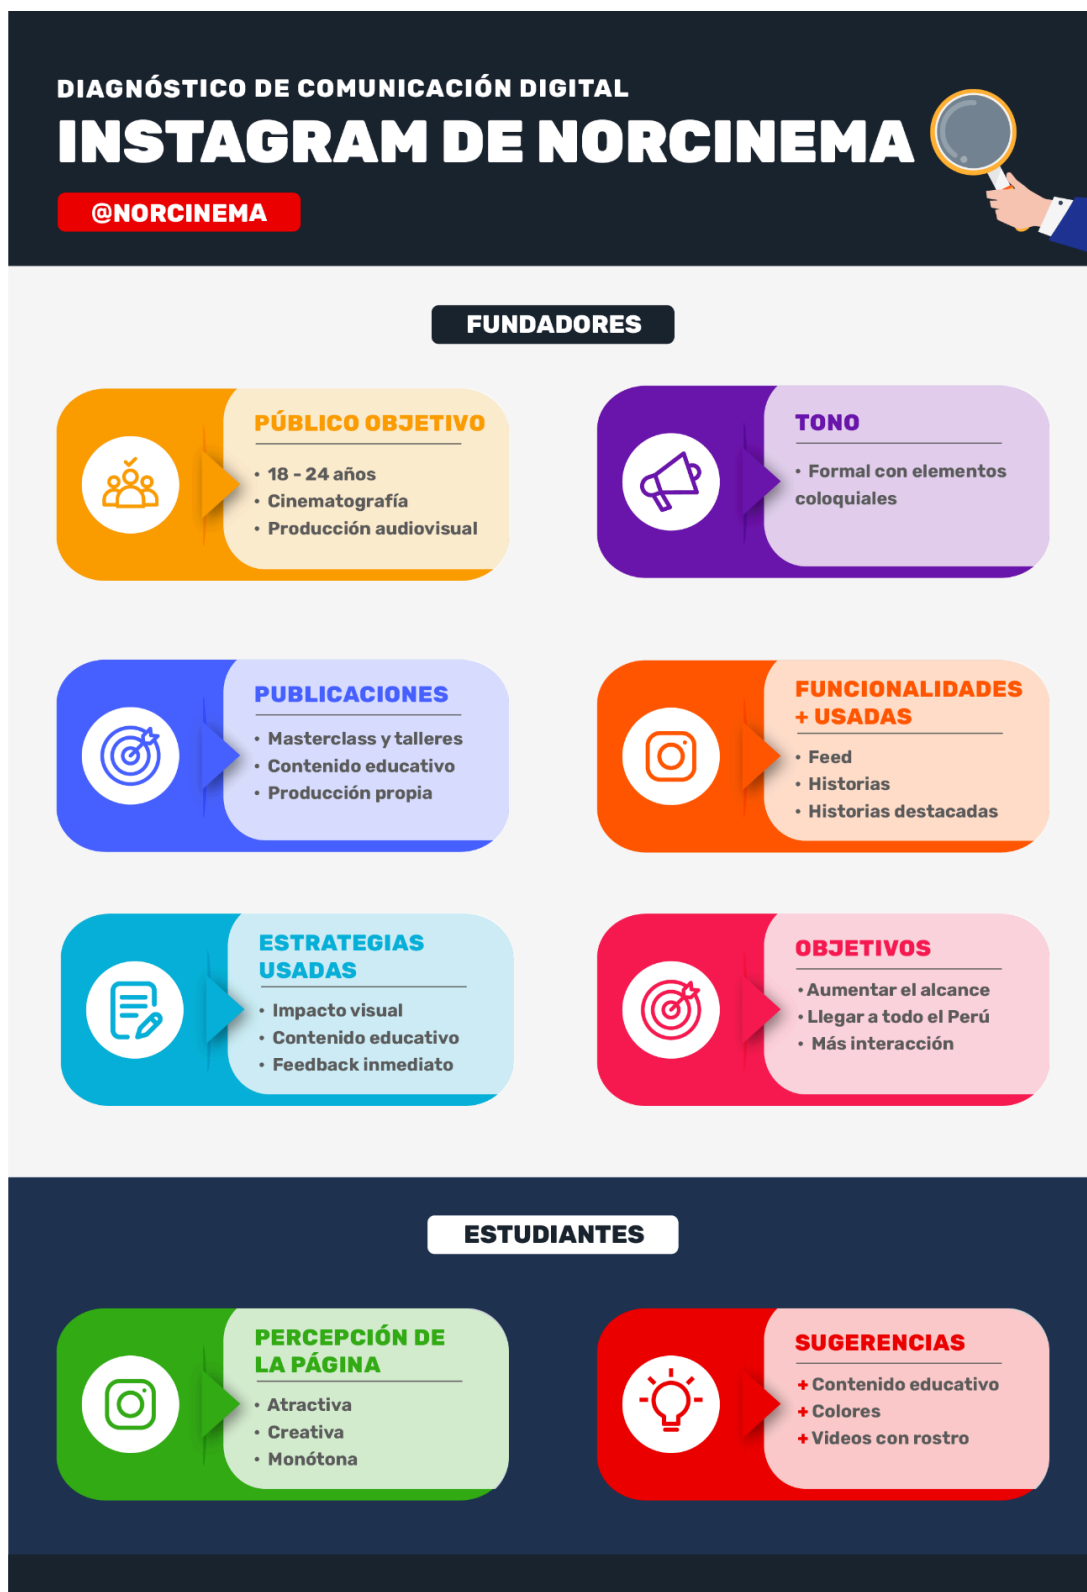 DIAGNÓSTICO DE COMUNICACIÓN DIGITAL
INSTAGRAM DE NORCINEMA
@NORCINEMA
FUNDADORES
PÚBLICO OBJETIVO
• 18 - 24 años
• Cinematografía
• Producción audiovisual
TONO
• Formal con elementos
coloquiales
PUBLICACIONES
• Masterclass y talleres
• Contenido educativo
• Producción propia
FUNCIONALIDADES
+ USADAS
• Feed
• Historias
• Historias destacadas
ESTRATEGIAS
USADAS
• Impacto visual
• Contenido educativo
• Feedback inmediato
OBJETIVOS
• Aumentar el alcance
• Llegar a todo el Perú
• Más interacción
ESTUDIANTES
PERCEPCIÓN DE
LA PÁGINA
• Atractiva
• Creativa
• Monótona
SUGERENCIAS
+ Contenido educativo
+ Colores
+ Videos con rostro